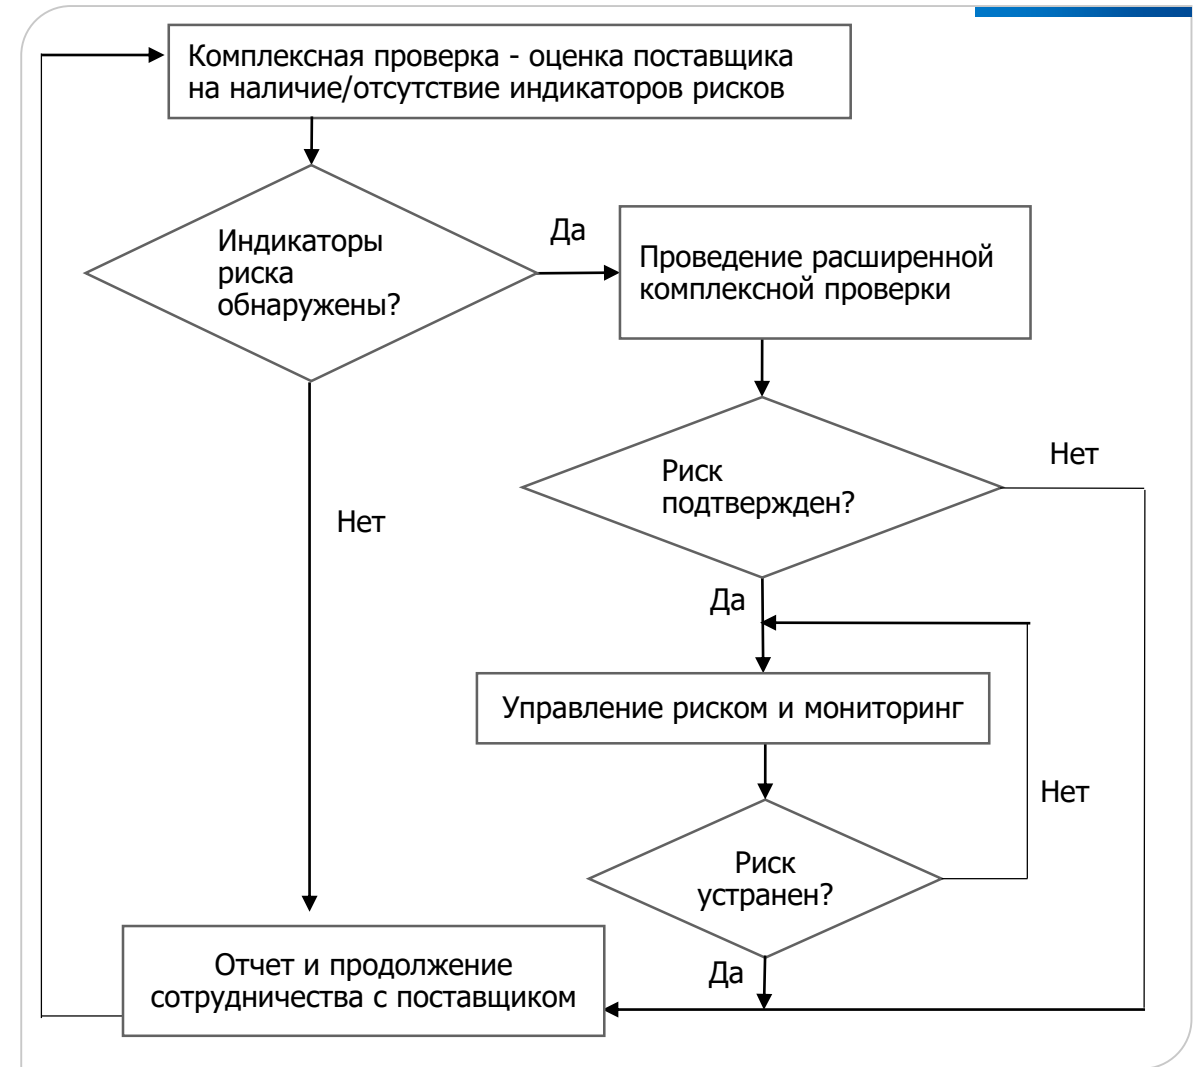 Комплексная проверка - оценка поставщика
на наличие/отсутствие индикаторов рисков
Индикаторы
риска
обнаружены?
Да
Проведение расширенной
комплексной проверки
Нет
Риск
подтвержден?
Нет
Да
Управление риском и мониторинг
Нет
Риск
устранен?
Да
Отчет и продолжение
сотрудничества с поставщиком